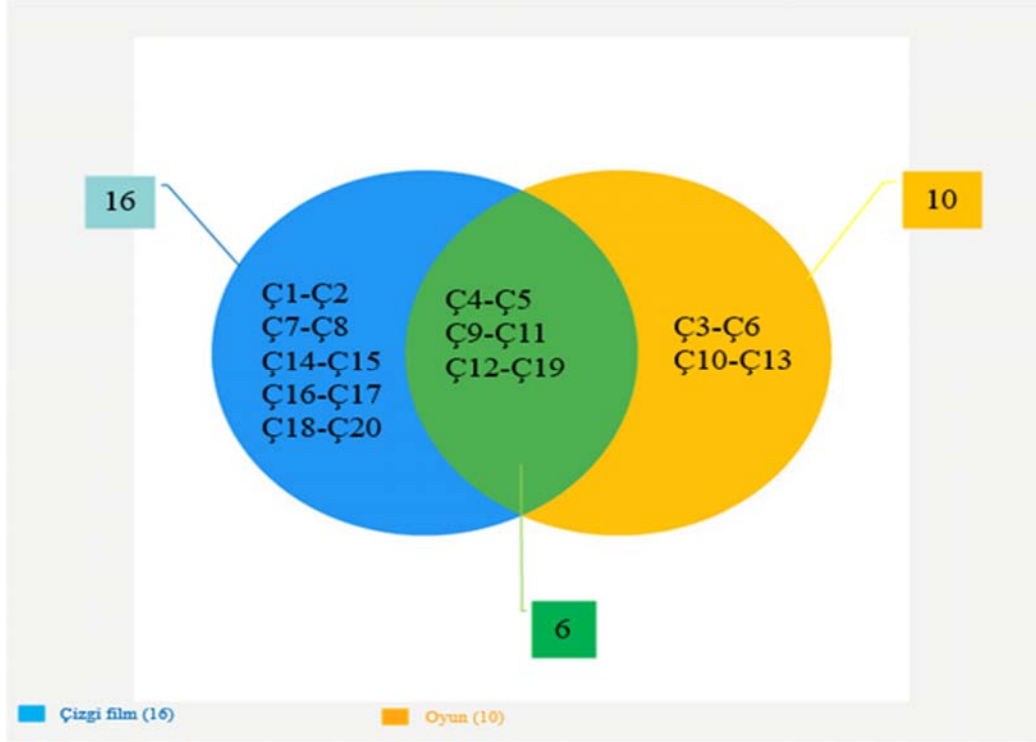 16
10
Ç1-Ç2
Ç7-Ç8
Ç14-Ç15
Ç16-Ç17
Ç18-Ç20
Ç4-Ç5
Ç9-Ç11
Ç12-Ç19
Ç3-Ç6
Ç10-Ç13
6
Çizgi film (16)
Oyun (10)